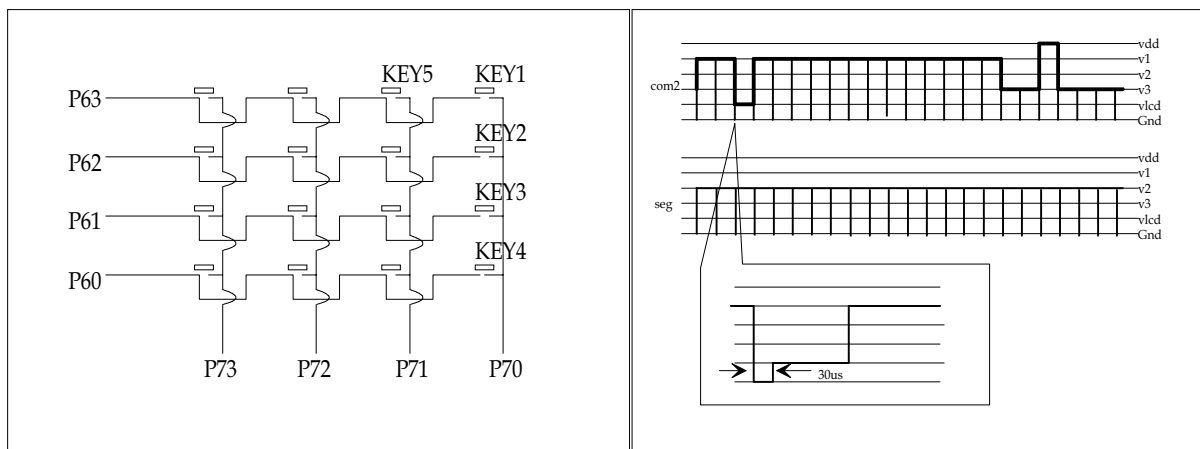 KEY5 KEY1
P63
KEY2
P62
KEY3
P61
KEY4
P60
P73 P72 P71 P70
vdd
v1
v2
com2
v3
vlcd
Gnd
vdd
v1
v2
seg
v3
vlcd
Gnd
30us